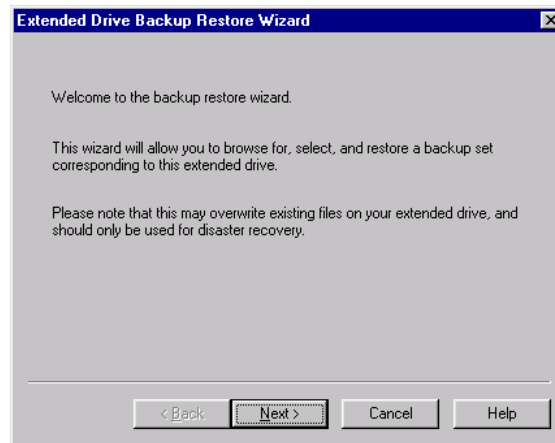 Extended Drive Backup Restore Wizard
Welcome to the backup restore wizard.
This wizard will allow you to browse for, select, and restore a backup set
corresponding to this extended drive.
Please note that this may overwrite existing files on your extended drive, and
should only be used for disaster recovery.
< Back Next > Cancel Help